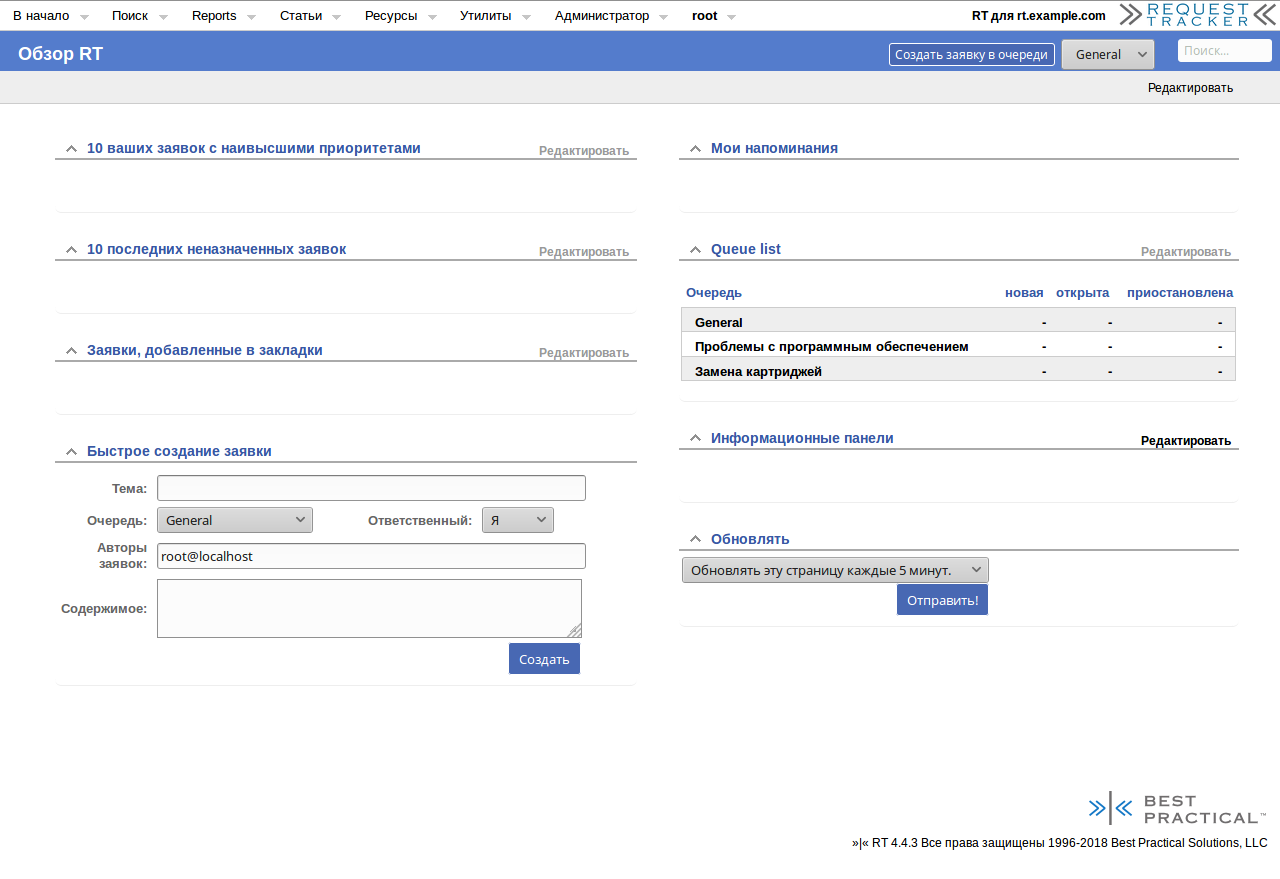 В начало Поиск Reports Статьи Ресурсы Утилиты Администратор root RT для rt.example.com REQUEST TRACKER
Обзор RT Создать заявку в очереди General Поиск...
Редактировать
10 ваших заявок с наивысшими приоритетами Редактировать
Мои напоминания
10 последних неназначенных заявок Редактировать
Queue list Редактировать
Очередь новая открыта приостановлена
General - - -
Проблемы с программным обеспечением - - -
Замена картриджей - - -
Заявки, добавленные в закладки Редактировать
Информационные панели Редактировать
Быстрое создание заявки
Тема:
Очередь: General Ответственный: Я
Авторы заявок: root@localhost
Содержимое:
Создать
Обновлять
Обновлять эту страницу каждые 5 минут.
Отправить!
BEST PRACTICAL™
»|« RT 4.4.3 Все права защищены 1996-2018 Best Practical Solutions, LLC